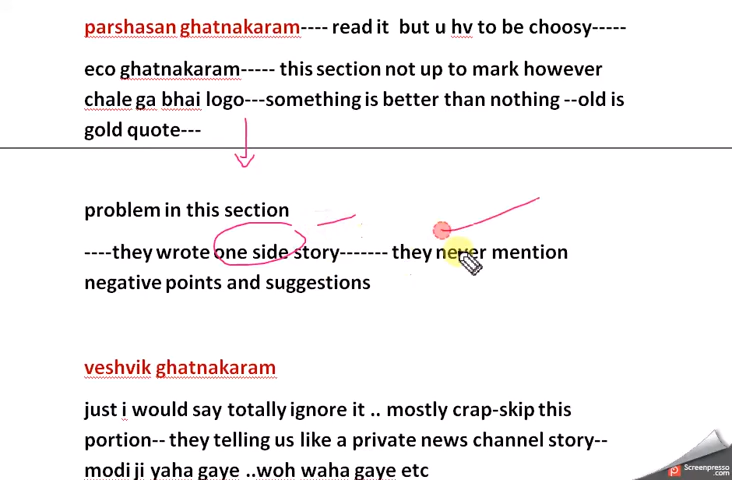 parshasan ghatnakaram---- read it  but u hv to be choosy-----
eco ghatnakaram----- this section not up to mark however
chale ga bhai logo---something is better than nothing --old is
gold quote---
problem in this section
----they wrote one side story------- they never mention
negative points and suggestions
veshvik ghatnakaram
just i would say totally ignore it .. mostly crap-skip this
portion-- they telling us like a private news channel story--
modi ji yaha gaye ..woh waha gaye etc
Screenpresso
.com